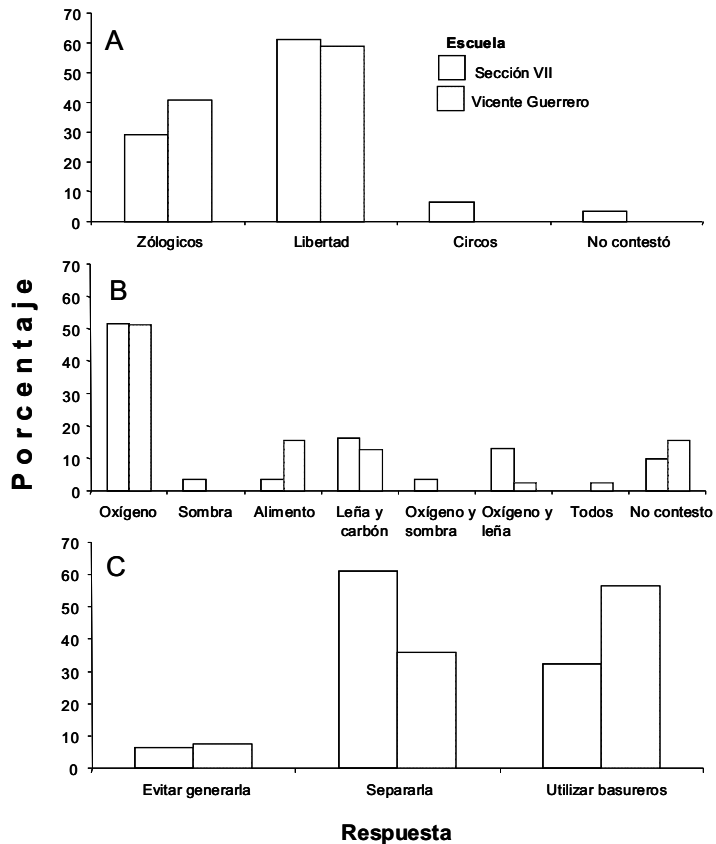 A
Escuela
Sección VII
Vicente Guerrero
70
60
50
40
30
20
10
0
Zólogicos Libertad Circos No contestó
Porcentaje
B
70
60
50
40
30
20
10
0
Oxígeno Sombra Alimento Leña y Oxígeno y Oxígeno y Todos No contesto
carbón sombra leña
C
70
60
50
40
30
20
10
0
Evitar generarla Separarla Utilizar basureros
Respuesta